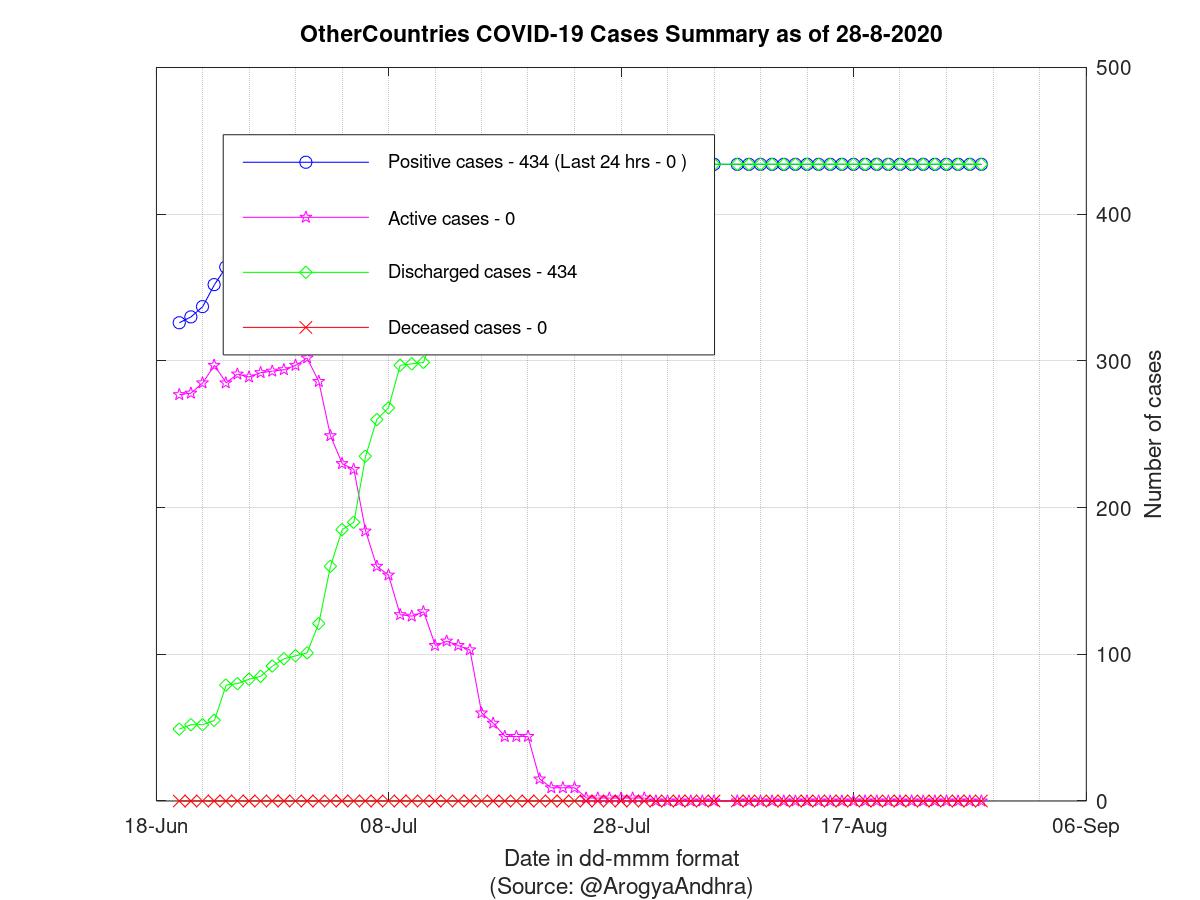 OtherCountries COVID-19 Cases Summary as of 28-8-2020
500
400
300
200
100
0
Number of cases
Positive cases - 434 (Last 24 hrs - 0 )
Active cases - 0
Discharged cases - 434
Deceased cases - 0
18-Jun 08-Jul 28-Jul 17-Aug 06-Sep
Date in dd-mmm format
(Source: @ArogyaAndhra)